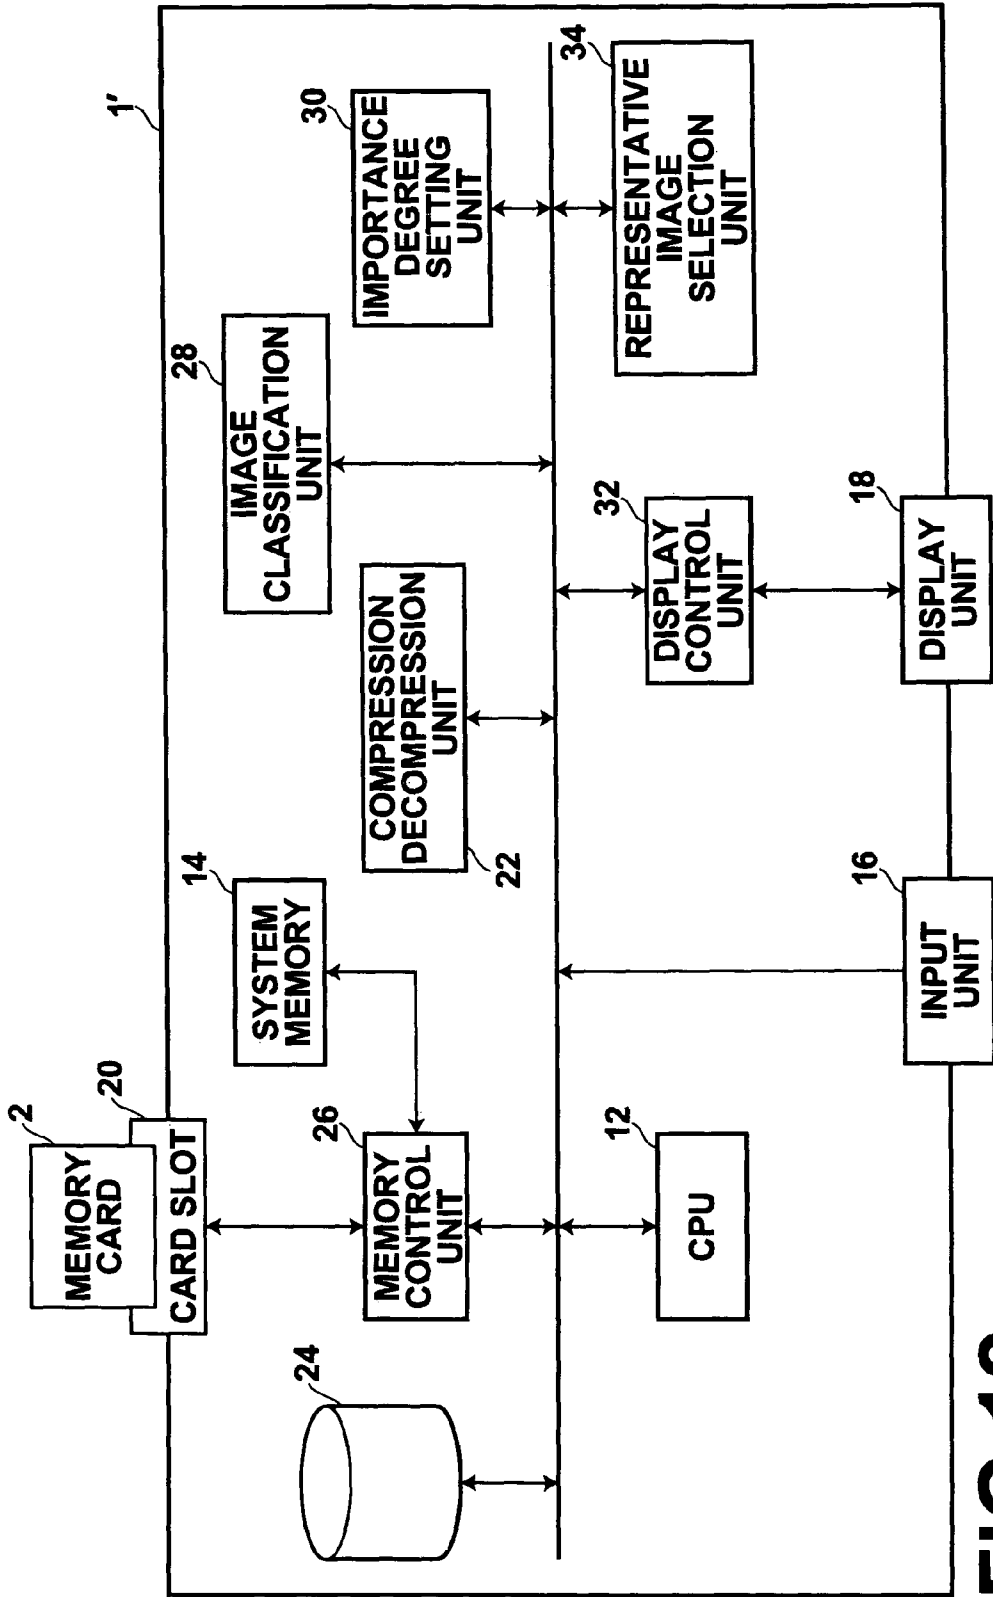 2
MEMORY
CARD
20
CARD SLOT
1'
14
SYSTEM
MEMORY
28
IMAGE
CLASSIFICATION
UNIT
24
26
MEMORY
CONTROL
UNIT
COMPRESSION
DECOMPRESSION
UNIT
22
30
IMPORTANCE
DEGREE
SETTING
UNIT
12
CPU
32
DISPLAY
CONTROL
UNIT
34
REPRESENTATIVE
IMAGE
SELECTION
UNIT
16
INPUT
UNIT
18
DISPLAY
UNIT
FIG.